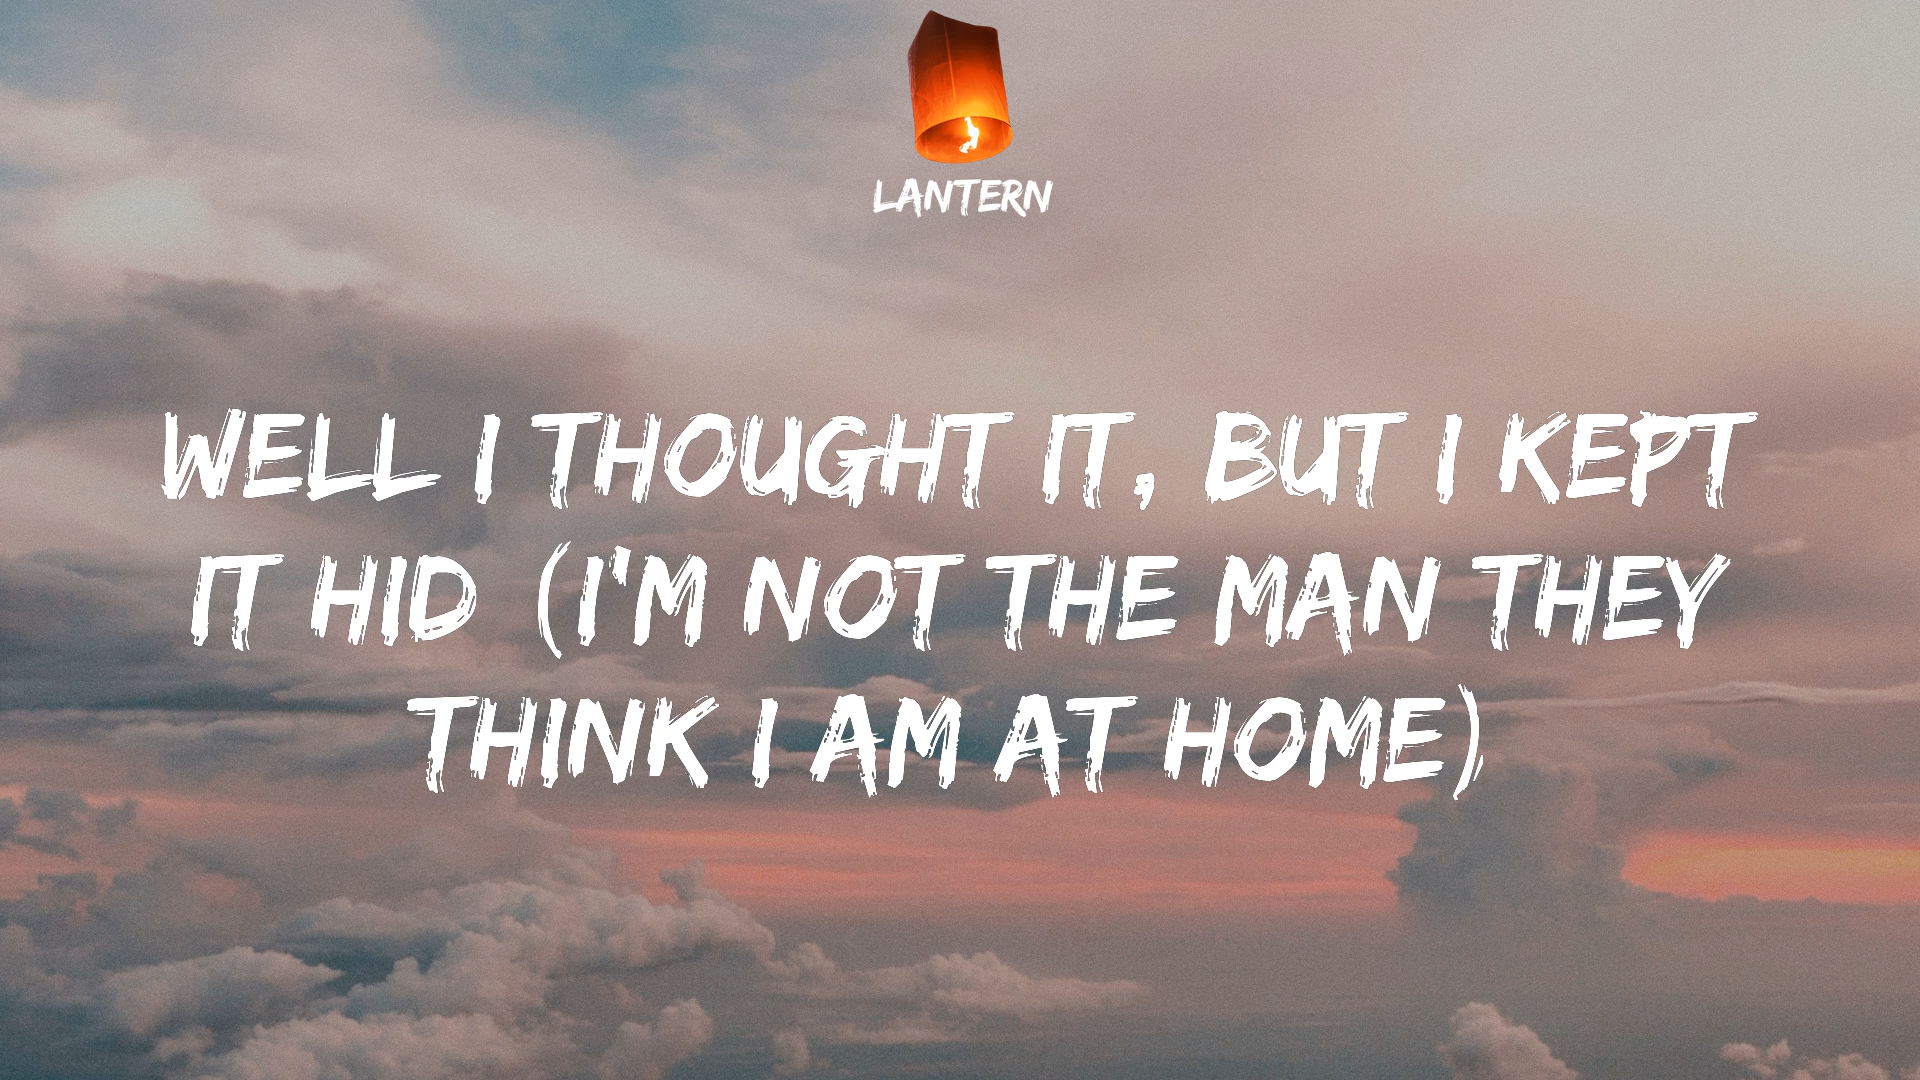 LANTERN
WELL I THOUGHT IT, BUT I KEPT
IT HID (I'M NOT THE MAN THEY
THINK I AM AT HOME)